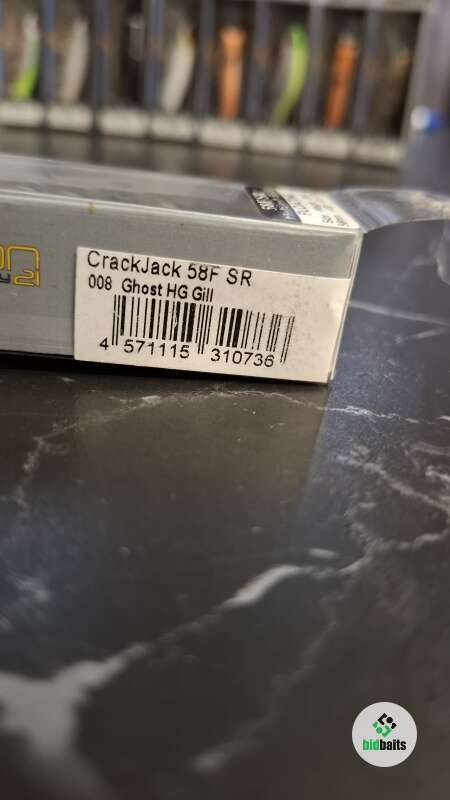 CrackJack 58F SR
008 Ghost HG Gill
4 571115 310736
bidbaits